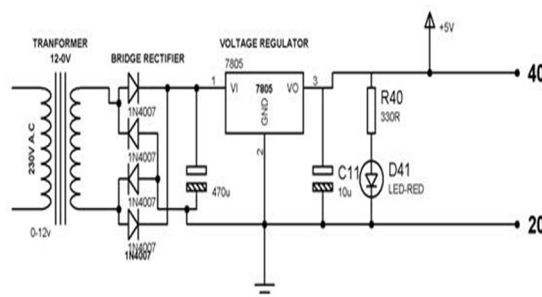 TRANFORMER
12-0V
BRIDGE RECTIFIER
VOLTAGE REGULATOR
+5V
7805
1
VI
7805
VO
3
GND
2
40
1N4007
1N4007
1N4007
1N4007
1N4007
230V A.C
0-12v
470u
C11
10u
R40
330R
D41
LED-RED
20